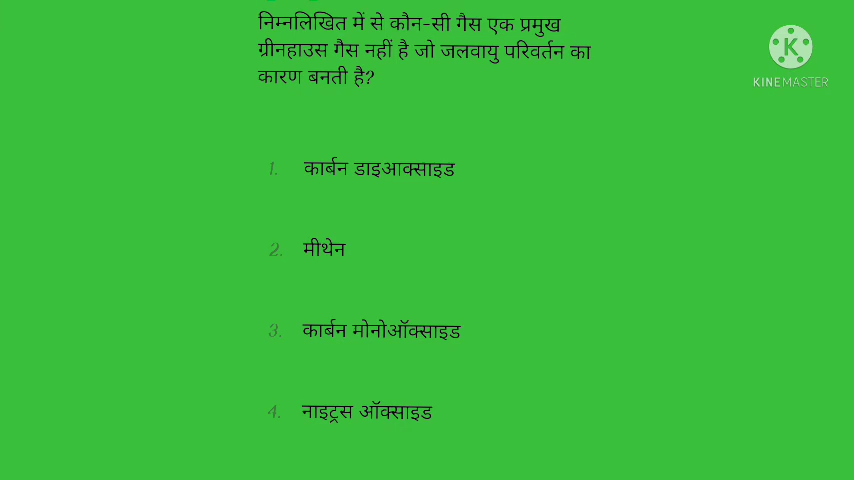 निम्नलिखित में से कौन-सी गैस एक प्रमुख
ग्रीनहाउस गैस नहीं है जो जलवायु परिवर्तन का
कारण बनती है?
1. कार्बन डाइआक्साइड
2. मीथेन
3. कार्बन मोनोऑक्साइड
4. नाइट्रस ऑक्साइड
K
KINEMASTER